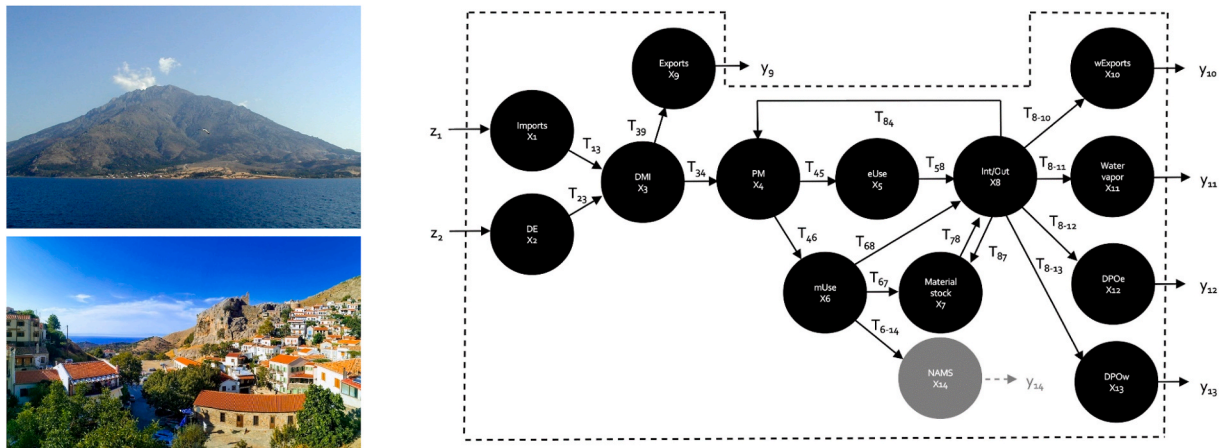 Exports
X9
y9
wExports
X10
y10
z1
Imports
X1
T13
T39
T84
T8-10
DMI
X3
T34
PM
X4
T45
eUse
X5
T58
Int/Out
X8
T8-11
Water
vapor
X11
y11
z2
DE
X2
T23
T46
T68
T78
T87
T8-12
T8-13
mUse
X6
T67
Material
stock
X7
DPOe
X12
y12
T6-14
NAMS
X14
y14
DPOw
X13
y13